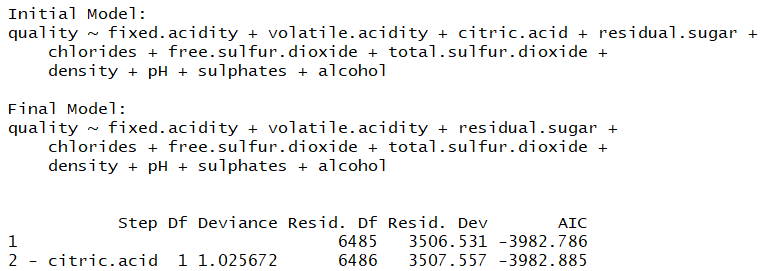 Initial Model:
quality ~ fixed.acidity + volatile.acidity + citric.acid + residual.sugar +
    chlorides + free.sulfur.dioxide + total.sulfur.dioxide +
    density + pH + sulphates + alcohol

Final Model:
quality ~ fixed.acidity + volatile.acidity + residual.sugar +
    chlorides + free.sulfur.dioxide + total.sulfur.dioxide +
    density + pH + sulphates + alcohol


           Step Df Deviance Resid. Df Resid. Dev       AIC
1                                6485   3506.531 -3982.786
2 - citric.acid  1 1.025672      6486   3507.557 -3982.885